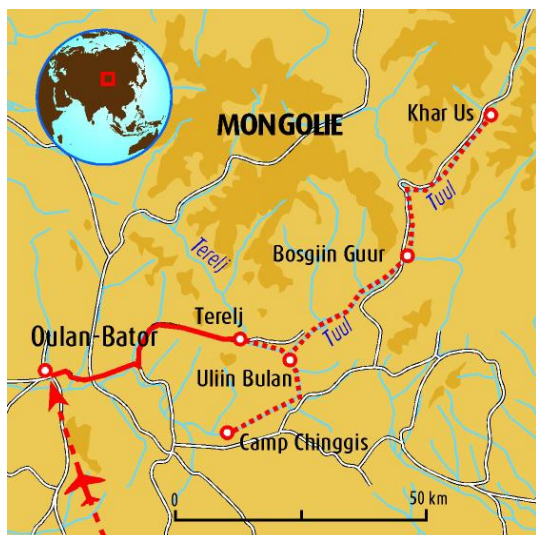 MONGOLIE
Khar Us
Tuul
Bosgiin Guur
Terelj
Terelj
Oulan-Bator
Tuul
Uliin Bulan
Camp Chinggis
0 50 km